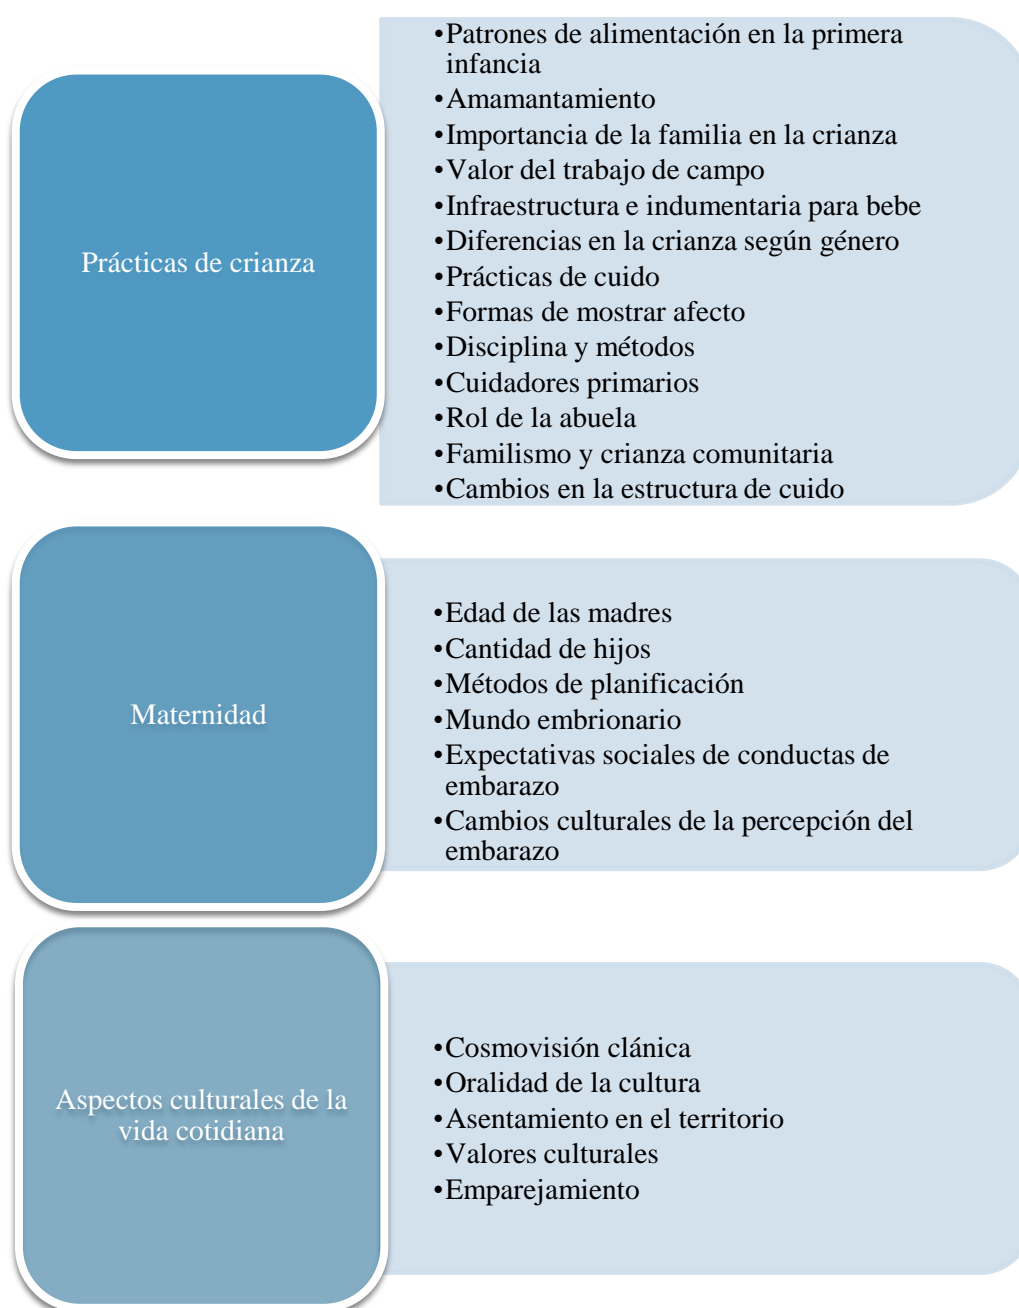 Prácticas de crianza
•Patrones de alimentación en la primera
infancia
•Amamantamiento
•Importancia de la familia en la crianza
•Valor del trabajo de campo
•Infraestructura e indumentaria para bebe
•Diferencias en la crianza según género
•Prácticas de cuido
•Formas de mostrar afecto
•Disciplina y métodos
•Cuidadores primarios
•Rol de la abuela
•Familismo y crianza comunitaria
•Cambios en la estructura de cuido
Maternidad
•Edad de las madres
•Cantidad de hijos
•Métodos de planificación
•Mundo embrionario
•Expectativas sociales de conductas de
embarazo
•Cambios culturales de la percepción del
embarazo
Aspectos culturales de la
vida cotidiana
•Cosmovisión clánica
•Oralidad de la cultura
•Asentamiento en el territorio
•Valores culturales
•Emparejamiento